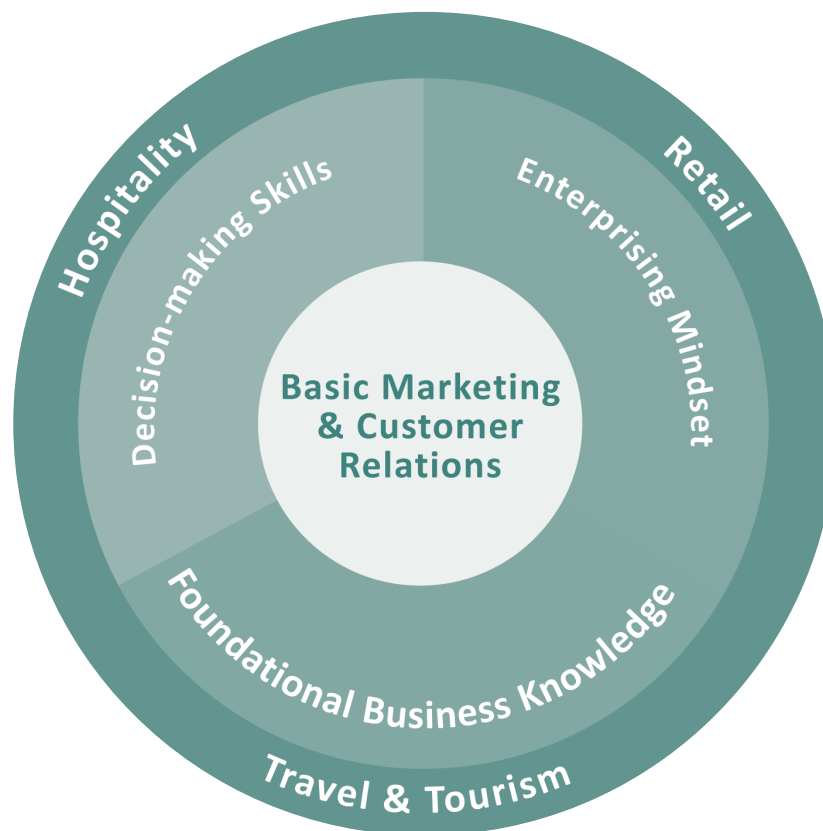 Hospitality
Retail
Decision-making Skills
Enterprising Mindset
Basic Marketing
& Customer
Relations
Foundational Business Knowledge
Travel & Tourism